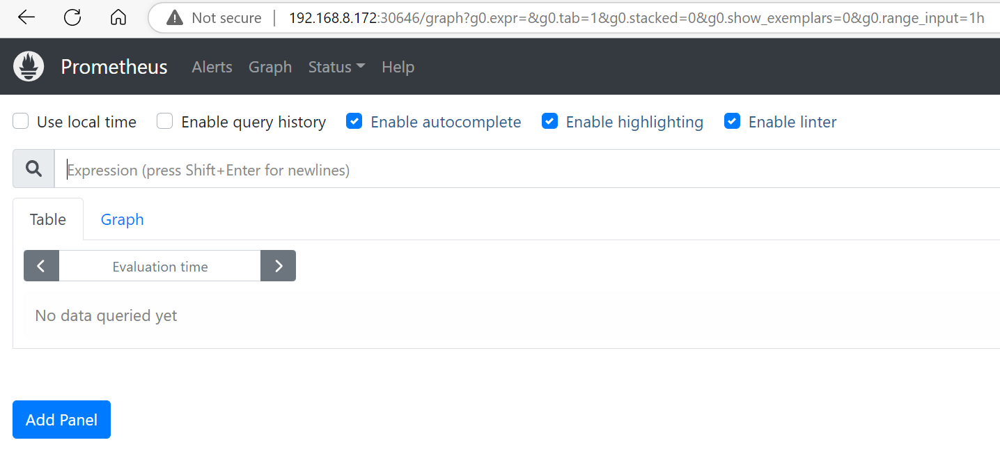 Not secure | 192.168.8.172:30646/graph?g0.expr=&g0.tab=1&g0.stacked=0&g0.show_exemplars=0&g0.range_input=1h
Prometheus Alerts Graph Status Help
Use local time Enable query history Enable autocomplete Enable highlighting Enable linter
Expression (press Shift+Enter for newlines)
Table Graph
Evaluation time
No data queried yet
Add Panel